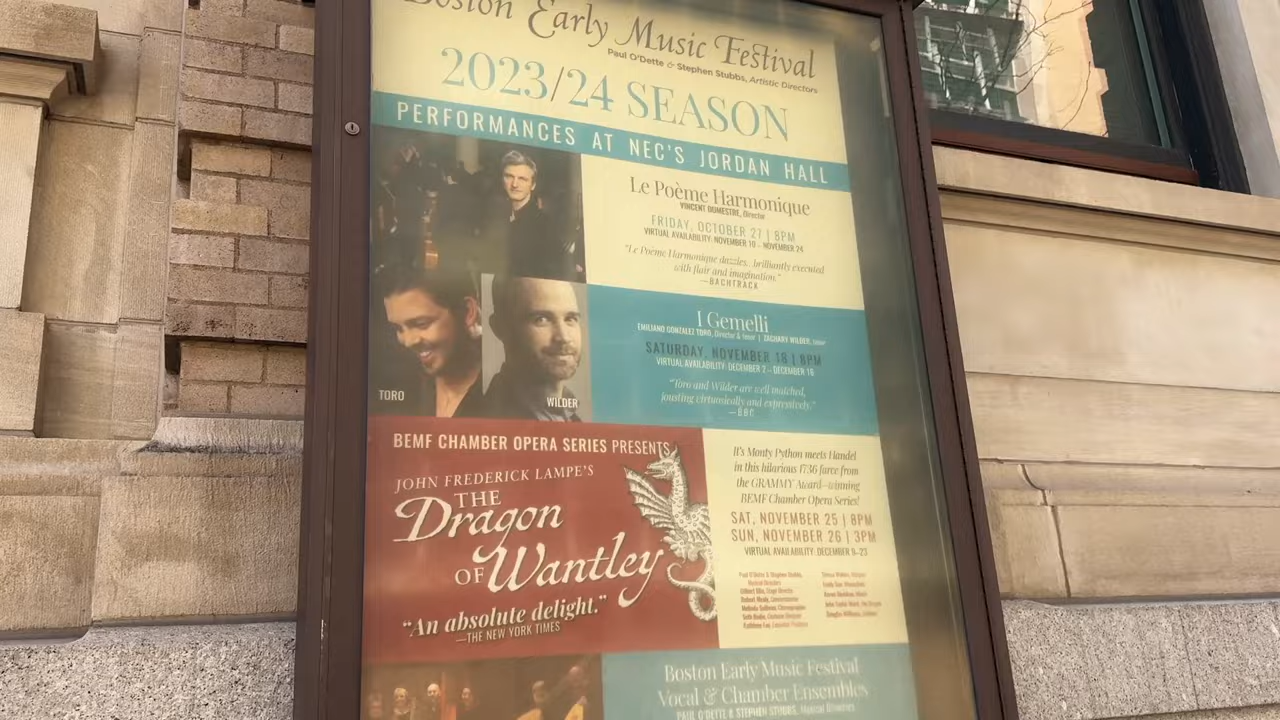 Boston Early Music Festival
Paul O'Dette & Stephen Stubbs, Artistic Directors
2023/24 SEASON
PERFORMANCES AT NEC'S JORDAN HALL
Le Poème Harmonique
VINCENT DUMESTRE, Director
FRIDAY, OCTOBER 27 | 8PM
VIRTUAL AVAILABILITY: NOVEMBER 10 – NOVEMBER 24
"Le Poème Harmonique dazzles...brilliantly executed
with flair and imagination."
—BACHTRACK
TORO
WILDER
I Gemelli
EMILIANO GONZALEZ TORO, Director & tenor | ZACHARY WILDER, tenor
SATURDAY, NOVEMBER 18 | 8PM
VIRTUAL AVAILABILITY: DECEMBER 2 – DECEMBER 16
"Toro and Wilder are well matched,
jousting virtuosically and expressively."
—BBC
BEMF CHAMBER OPERA SERIES PRESENTS
JOHN FREDERICK LAMPE'S
THE
Dragon
OF Wantley
"An absolute delight."
—THE NEW YORK TIMES
It's Monty Python meets Handel
in this hilarious 1736 farce from
the GRAMMY Award–winning
BEMF Chamber Opera Series!
SAT, NOVEMBER 25 | 8PM
SUN, NOVEMBER 26 | 3PM
VIRTUAL AVAILABILITY: DECEMBER 9–23
Paul O'Dette & Stephen Stubbs,
Musical Directors
Boston Early Music Festival
Vocal & Chamber Ensembles
PAUL O'DETTE & STEPHEN STUBBS, Musical Directors